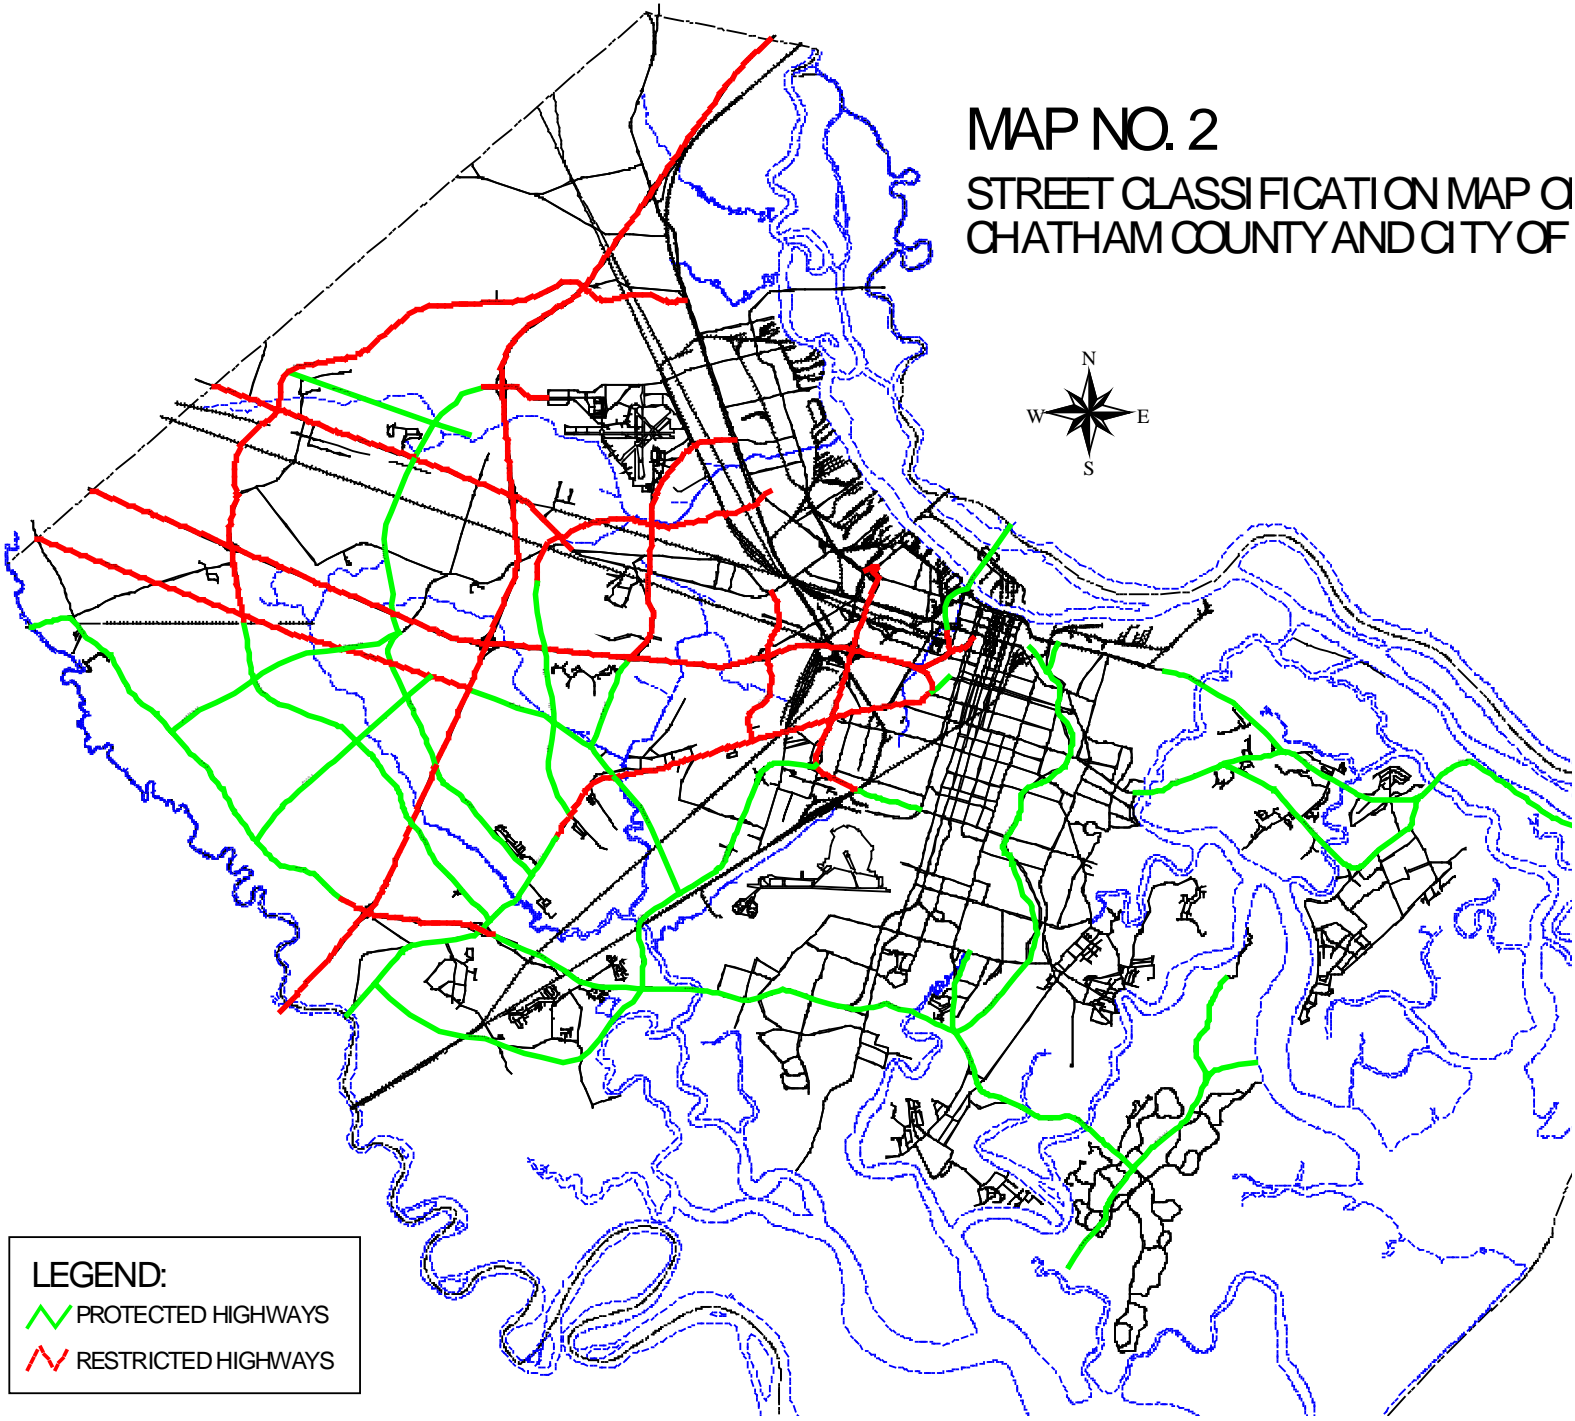 MAP NO. 2
STREET CLASSIFICATION MAP
CHATHAM COUNTY AND CITY OF
N
W E
S
LEGEND:
PROTECTED HIGHWAYS
RESTRICTED HIGHWAYS